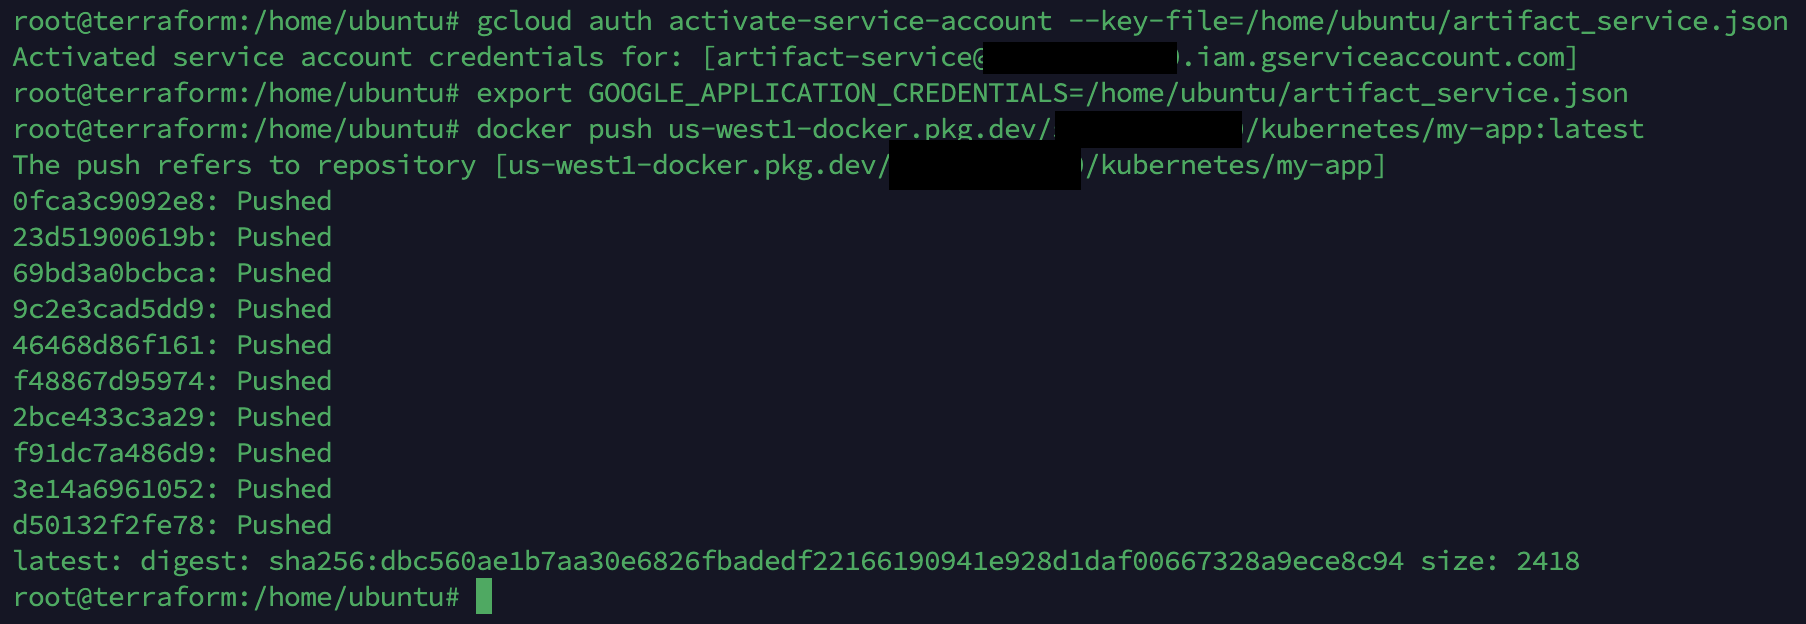 root@terraform:/home/ubuntu# gcloud auth activate-service-account --key-file=/home/ubuntu/artifact_service.json
Activated service account credentials for: [artifact-service@.iam.gserviceaccount.com]
root@terraform:/home/ubuntu# export GOOGLE_APPLICATION_CREDENTIALS=/home/ubuntu/artifact_service.json
root@terraform:/home/ubuntu# docker push us-west1-docker.pkg.dev/ /kubernetes/my-app:latest
The push refers to repository [us-west1-docker.pkg.dev/ /kubernetes/my-app]
0fca3c9092e8: Pushed
23d51900619b: Pushed
69bd3a0bcbca: Pushed
9c2e3cad5dd9: Pushed
46468d86f161: Pushed
f48867d95974: Pushed
2bce433c3a29: Pushed
f91dc7a486d9: Pushed
3e14a6961052: Pushed
d50132f2fe78: Pushed
latest: digest: sha256:dbc560ae1b7aa30e6826fbadedf22166190941e928d1daf00667328a9ece8c94 size: 2418
root@terraform:/home/ubuntu#